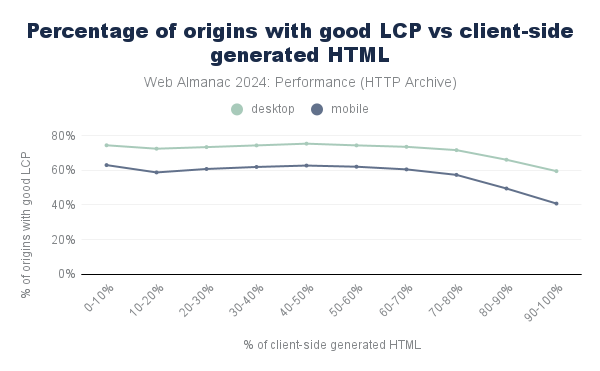 Percentage of origins with good LCP vs client-side
generated HTML
Web Almanac 2024: Performance (HTTP Archive)
desktop mobile
% of origins with good LCP
80%
60%
40%
20%
0%
0-10% 10-20% 20-30% 30-40% 40-50% 50-60% 60-70% 70-80% 80-90% 90-100%
% of client-side generated HTML